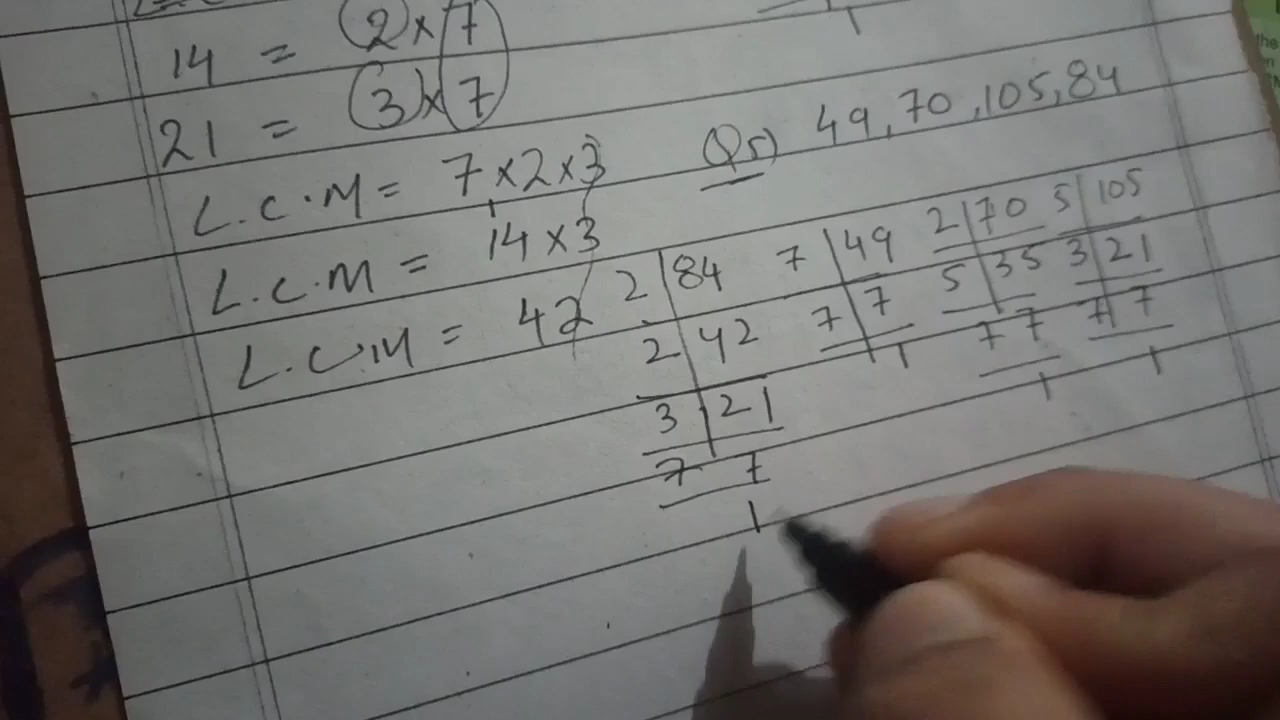 14 = 2 × 7
21 = 3 × 7
L.C.M = 7 × 2 × 3
L.C.M = 14 × 3
L.C.M = 42
Q5) 49, 70, 105, 84
2 | 84
2 | 42
3 | 21
7 7
1
7 | 49
7 | 7
1
2 | 70
5 | 35
7 7
1
5 | 105
3 | 21
7 7
1